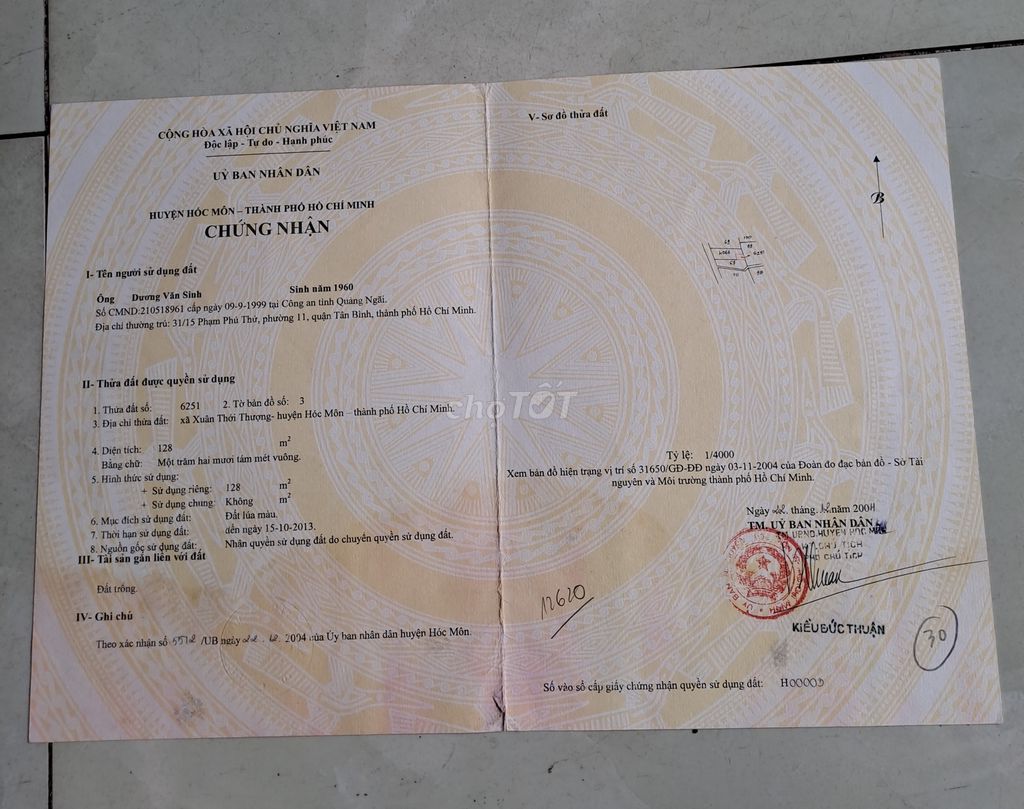 CỘNG HÒA XÃ HỘI CHỦ NGHĨA VIỆT NAM
Độc lập - Tự do - Hạnh phúc
UỶ BAN NHÂN DÂN
HUYỆN HÓC MÔN – THÀNH PHỐ HỒ CHÍ MINH
CHỨNG NHẬN
I- Tên người sử dụng đất
Ông Dương Văn Sinh Sinh năm 1960
Số CMND:210518961 cấp ngày 09-9-1999 tại Công an tỉnh Quảng Ngãi.
Địa chỉ thường trú: 31/15 Phạm Phú Thứ, phường 11, quận Tân Bình, thành phố Hồ Chí Minh.
II- Thửa đất được quyền sử dụng
1. Thửa đất số: 6251 2. Tờ bản đồ số: 3
3. Địa chỉ thửa đất: xã Xuân Thới Thượng- huyện Hóc Môn – thành phố Hồ Chí Minh.
4. Diện tích: 128 m²
Bằng chữ: Một trăm hai mươi tám mét vuông.
5. Hình thức sử dụng:
+ Sử dụng riêng: 128 m²
+ Sử dụng chung: Không m²
6. Mục đích sử dụng đất: Đất lúa màu.
7. Thời hạn sử dụng đất: đến ngày 15-10-2013.
8. Nguồn gốc sử dụng đất: Nhận quyền sử dụng đất do chuyển quyền sử dụng đất.
III- Tài sản gắn liền với đất
Đất trống.
IV- Ghi chú
Theo xác nhận số /UB ngày 2004 của Ủy ban nhân dân huyện Hóc Môn.
V- Sơ đồ thửa đất
B
choTỐT
Tỷ lệ: 1/4000
Xem bản đồ hiện trạng vị trí số 31650/GĐ-ĐĐ ngày 03-11-2004 của Đoàn đo đạc bản đồ - Sở Tài
nguyên và Môi trường thành phố Hồ Chí Minh.
Ngày 22 tháng 12 năm 2004
TM. UỶ BAN NHÂN DÂN
TM. UBND.HUYỆN HÓC MÔN
PHÓ CHỦ TỊCH
12620
KIỀU ĐỨC THUẬN
30
Số vào sổ cấp giấy chứng nhận quyền sử dụng đất: